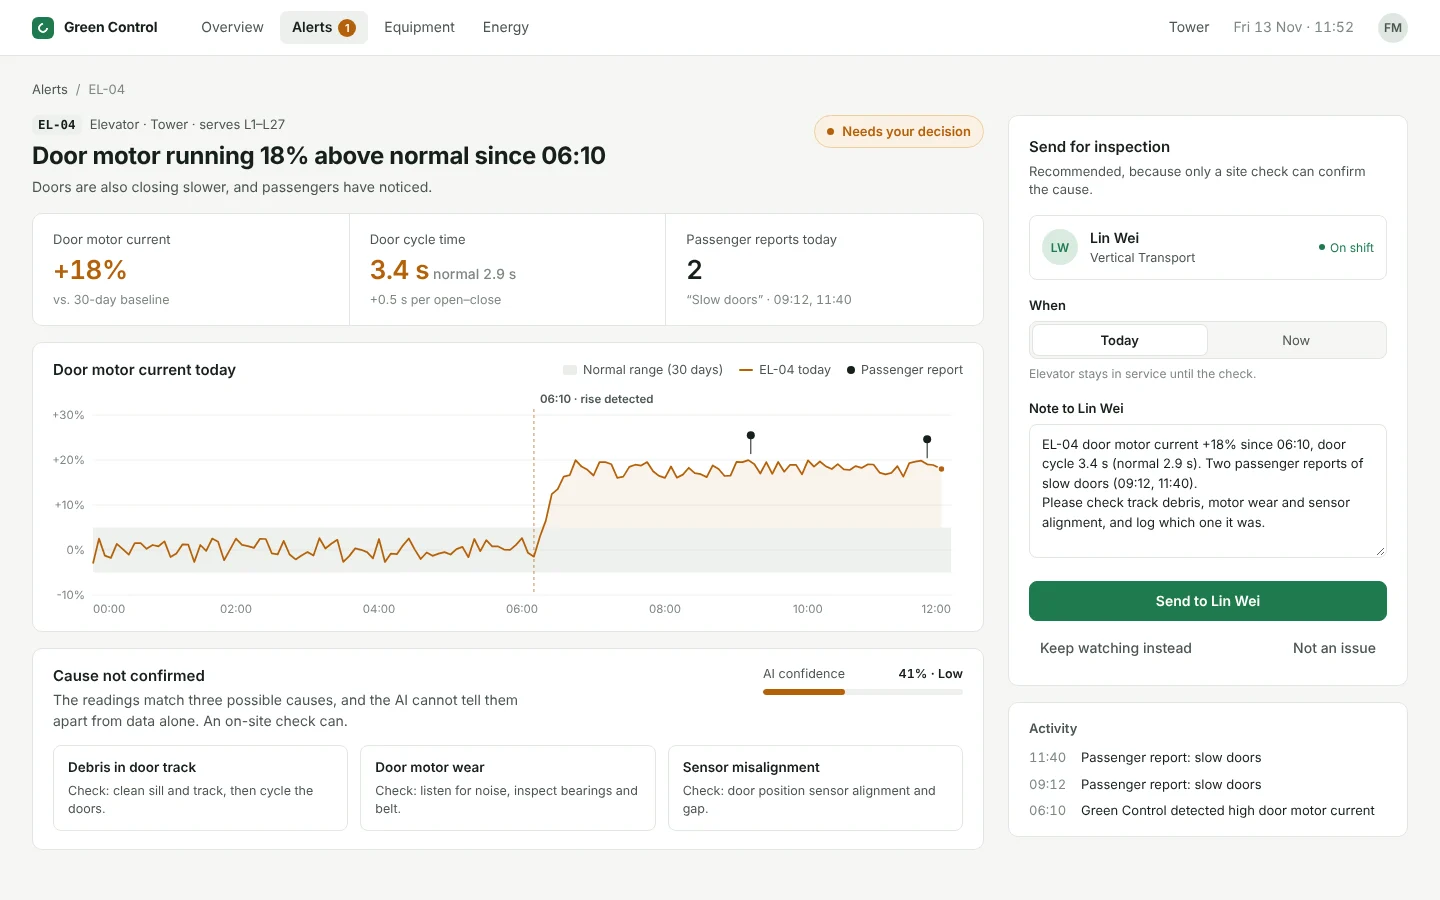 Green Control
Overview
Alerts 1
Equipment
Energy
Tower
Fri 13 Nov · 11:52
FM
Alerts / EL-04
EL-04 Elevator · Tower · serves L1–L27
Door motor running 18% above normal since 06:10
Doors are also closing slower, and passengers have noticed.
Needs your decision
Door motor current
+18%
vs. 30-day baseline
Door cycle time
3.4 s normal 2.9 s
+0.5 s per open–close
Passenger reports today
2
“Slow doors” · 09:12, 11:40
Door motor current today
Normal range (30 days)
EL-04 today
Passenger report
06:10 · rise detected
+30%
+20%
+10%
0%
-10%
00:00
02:00
04:00
06:00
08:00
10:00
12:00
Cause not confirmed
The readings match three possible causes, and the AI cannot tell them
apart from data alone. An on-site check can.
AI confidence
41% · Low
Debris in door track
Check: clean sill and track, then cycle the
doors.
Door motor wear
Check: listen for noise, inspect bearings and
belt.
Sensor misalignment
Check: door position sensor alignment and
gap.
Send for inspection
Recommended, because only a site check can confirm
the cause.
LW
Lin Wei
Vertical Transport
On shift
When
Today
Now
Elevator stays in service until the check.
Note to Lin Wei
EL-04 door motor current +18% since 06:10, door
cycle 3.4 s (normal 2.9 s). Two passenger reports of
slow doors (09:12, 11:40).
Please check track debris, motor wear and sensor
alignment, and log which one it was.
Send to Lin Wei
Keep watching instead
Not an issue
Activity
11:40 Passenger report: slow doors
09:12 Passenger report: slow doors
06:10 Green Control detected high door motor current